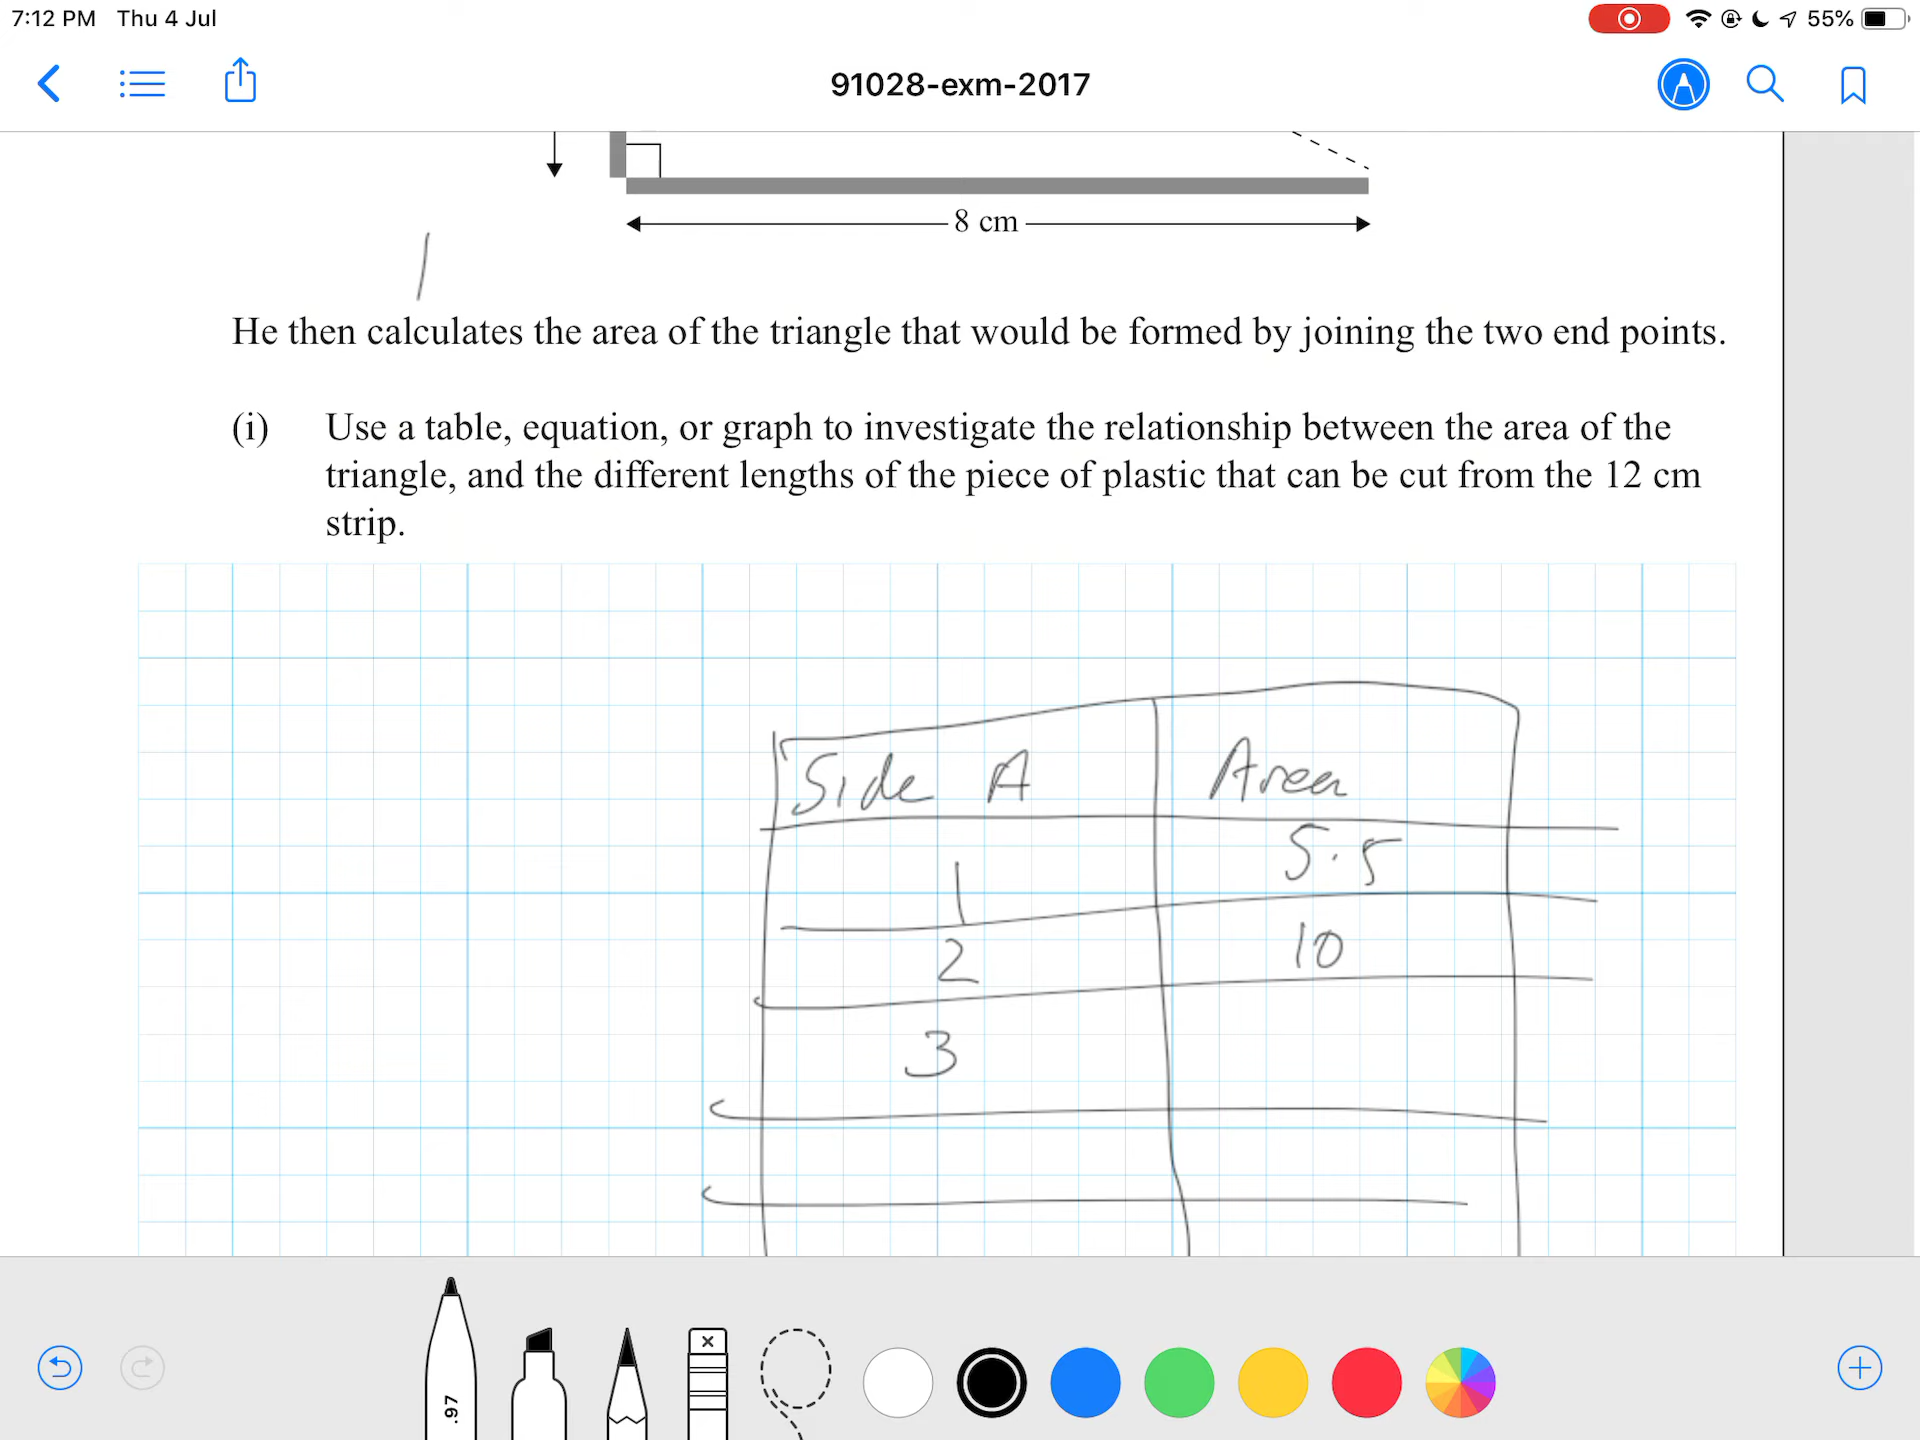 7:12 PM Thu 4 Jul
55%
91028-exm-2017
8 cm
He then calculates the area of the triangle that would be formed by joining the two end points.
(i) Use a table, equation, or graph to investigate the relationship between the area of the
triangle, and the different lengths of the piece of plastic that can be cut from the 12 cm
strip.
Side A Area
1 5.5
2 10
3
.97